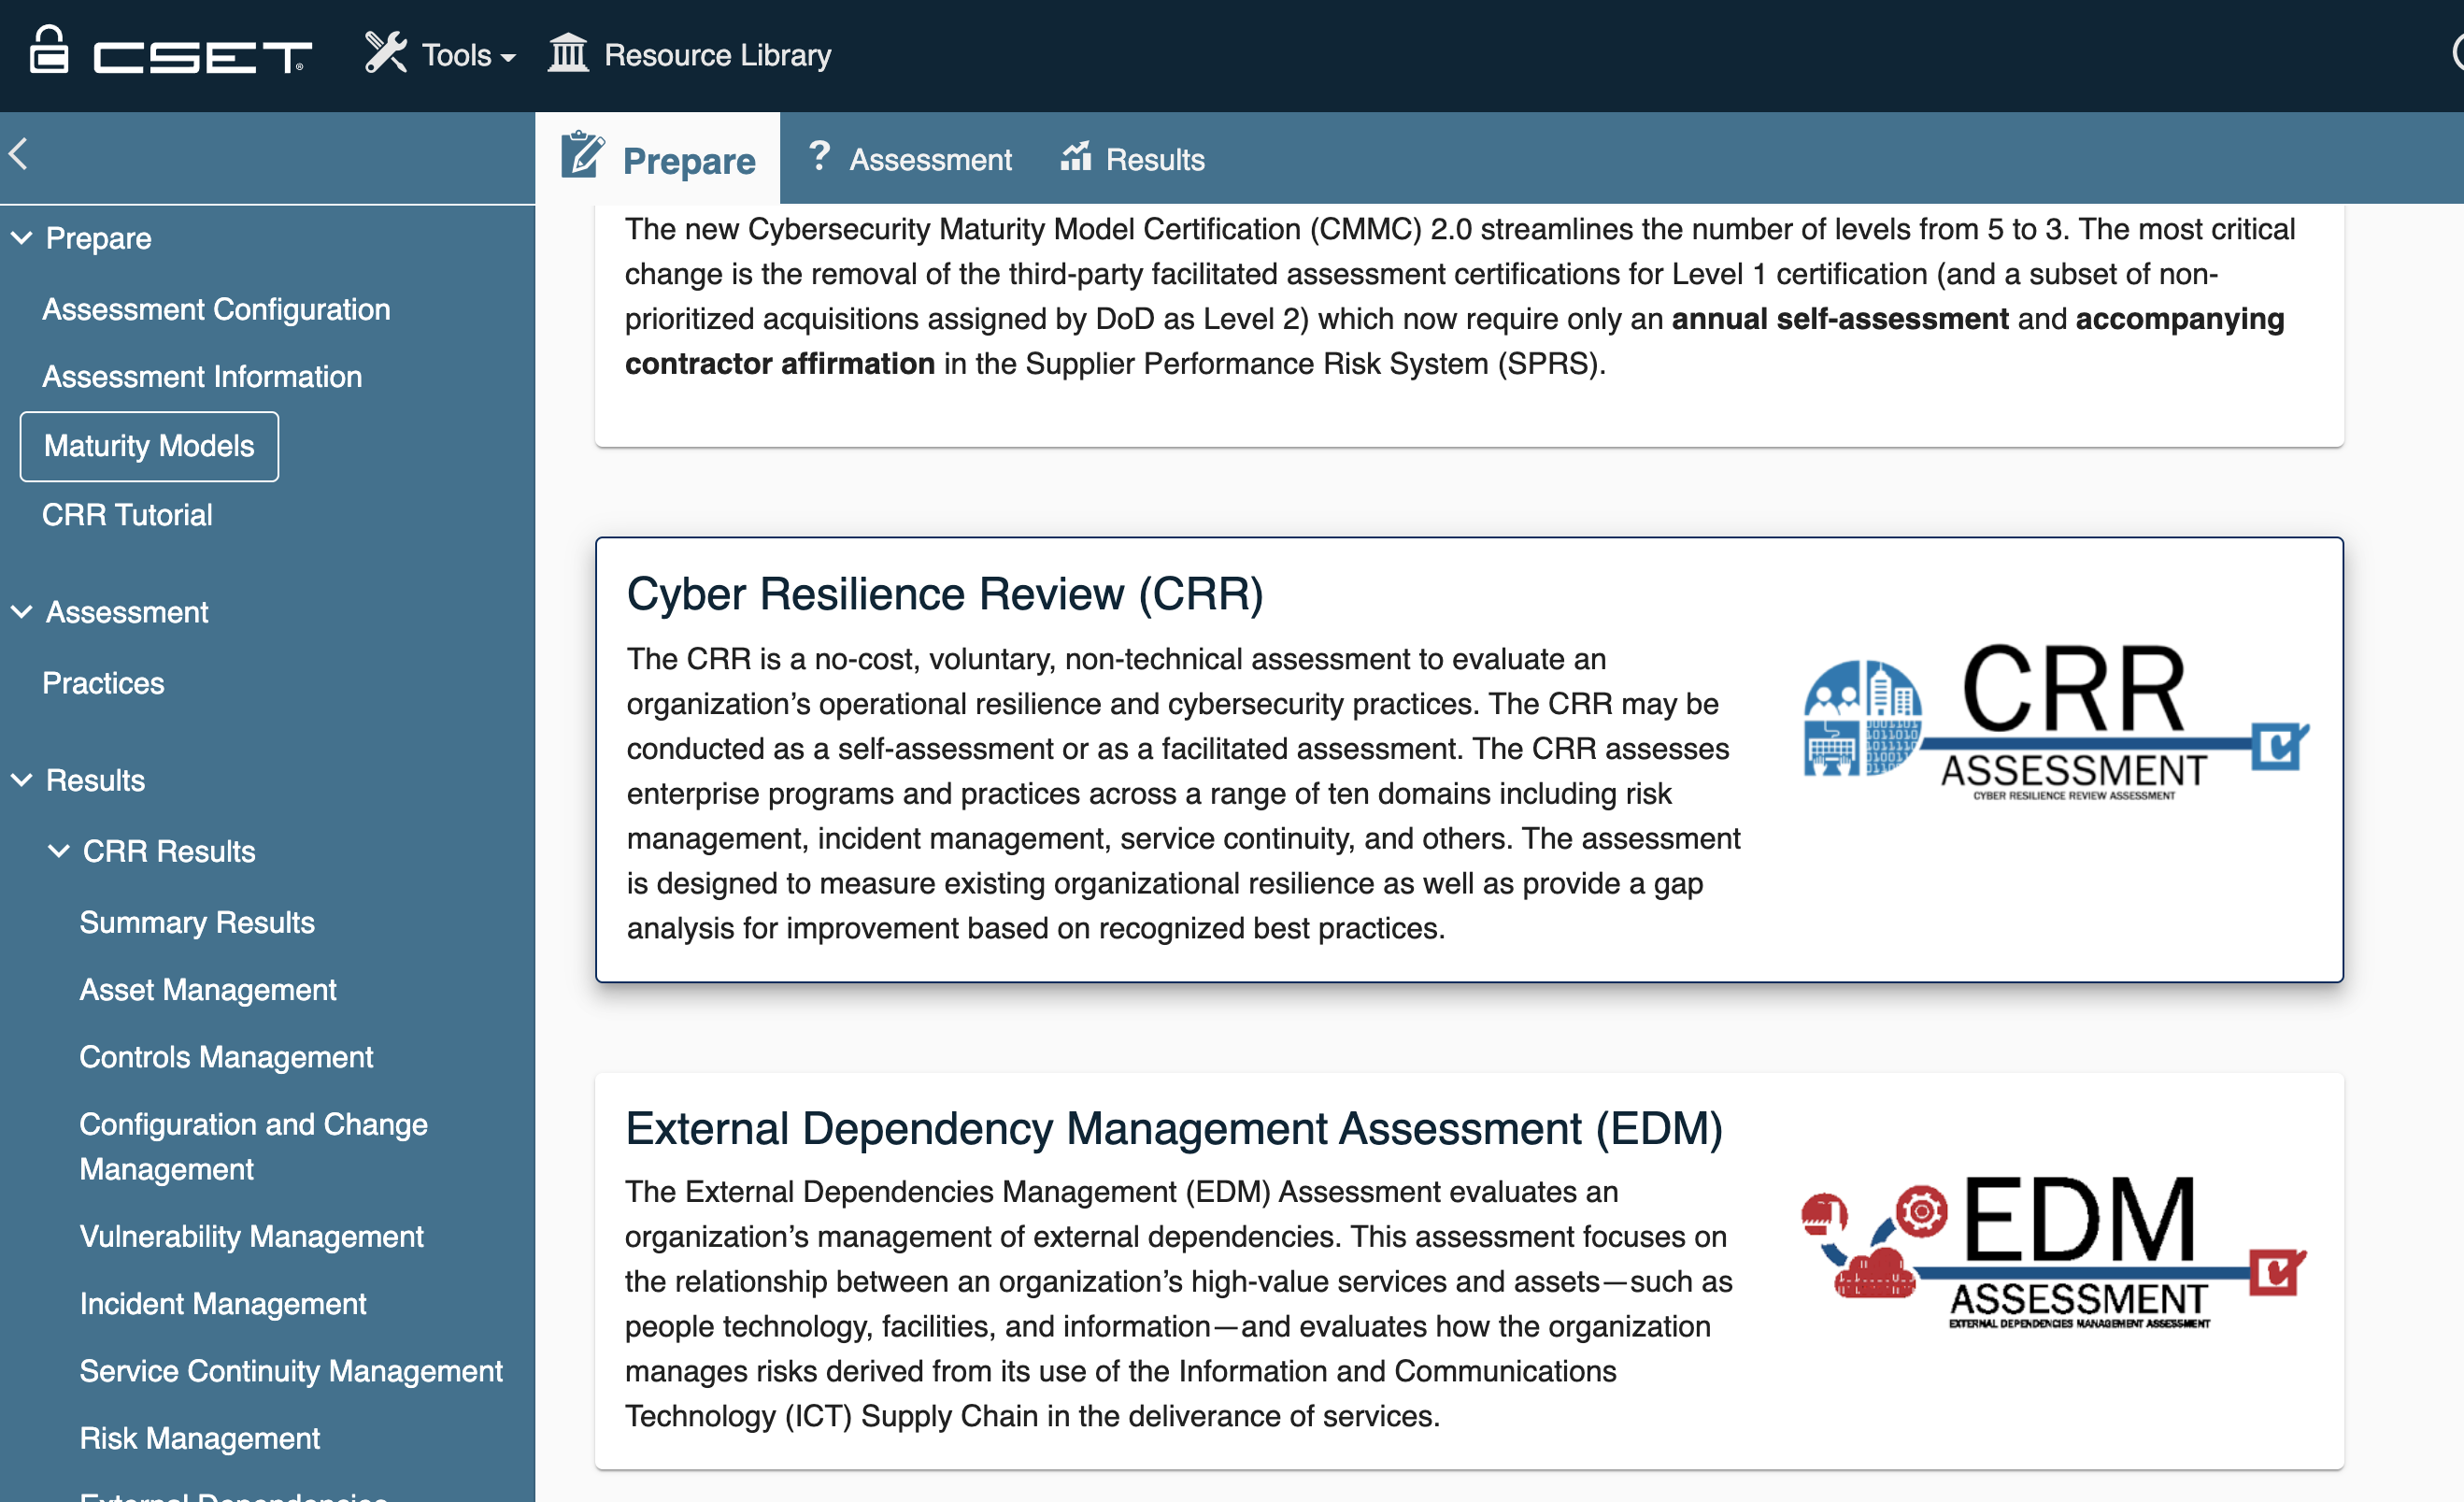 CSET
Tools
Resource Library
Prepare
Assessment
Results
Prepare
Assessment Configuration
Assessment Information
Maturity Models
CRR Tutorial
Assessment
Practices
Results
CRR Results
Summary Results
Asset Management
Controls Management
Configuration and Change
Management
Vulnerability Management
Incident Management
Service Continuity Management
Risk Management
External Dependencies
The new Cybersecurity Maturity Model Certification (CMMC) 2.0 streamlines the number of levels from 5 to 3. The most critical
change is the removal of the third-party facilitated assessment certifications for Level 1 certification (and a subset of non-
prioritized acquisitions assigned by DoD as Level 2) which now require only an annual self-assessment and accompanying
contractor affirmation in the Supplier Performance Risk System (SPRS).
Cyber Resilience Review (CRR)
The CRR is a no-cost, voluntary, non-technical assessment to evaluate an
organization’s operational resilience and cybersecurity practices. The CRR may be
conducted as a self-assessment or as a facilitated assessment. The CRR assesses
enterprise programs and practices across a range of ten domains including risk
management, incident management, service continuity, and others. The assessment
is designed to measure existing organizational resilience as well as provide a gap
analysis for improvement based on recognized best practices.
CRR
ASSESSMENT
CYBER RESILIENCE REVIEW ASSESSMENT
External Dependency Management Assessment (EDM)
The External Dependencies Management (EDM) Assessment evaluates an
organization’s management of external dependencies. This assessment focuses on
the relationship between an organization’s high-value services and assets—such as
people technology, facilities, and information—and evaluates how the organization
manages risks derived from its use of the Information and Communications
Technology (ICT) Supply Chain in the deliverance of services.
EDM
ASSESSMENT
EXTERNAL DEPENDENCIES MANAGEMENT ASSESSMENT